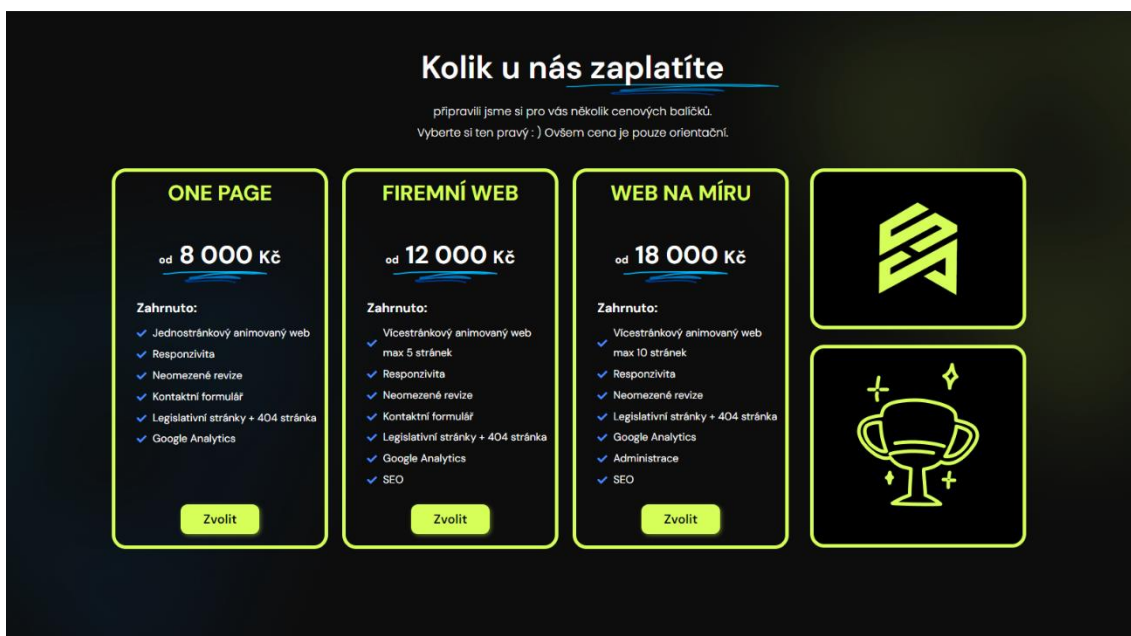 Kolik u nás zaplatíte
připravili jsme si pro vás několik cenových balíčků.
Vyberte si ten pravý : ) Ovšem cena je pouze orientační.
ONE PAGE
od 8 000 Kč
Zahrnuto:
Jednostránkový animovaný web
Responzivita
Neomezené revize
Kontaktní formulář
Legislativní stránky + 404 stránka
Google Analytics
Zvolit
FIREMNÍ WEB
od 12 000 Kč
Zahrnuto:
Vícestránkový animovaný web
max 5 stránek
Responzivita
Neomezené revize
Kontaktní formulář
Legislativní stránky + 404 stránka
Google Analytics
SEO
Zvolit
WEB NA MÍRU
od 18 000 Kč
Zahrnuto:
Vícestránkový animovaný web
max 10 stránek
Responzivita
Neomezené revize
Legislativní stránky + 404 stránka
Google Analytics
Administrace
SEO
Zvolit